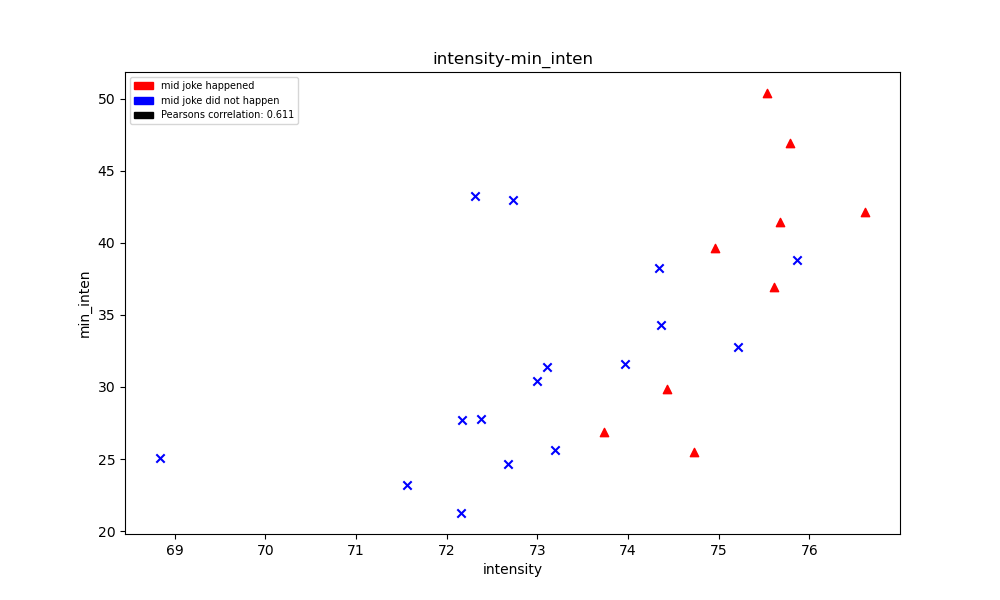 intensity-min_inten
mid joke happened
mid joke did not happen
Pearsons correlation: 0.611
50
45
40
35
30
25
20
min_inten
69 70 71 72 73 74 75 76
intensity